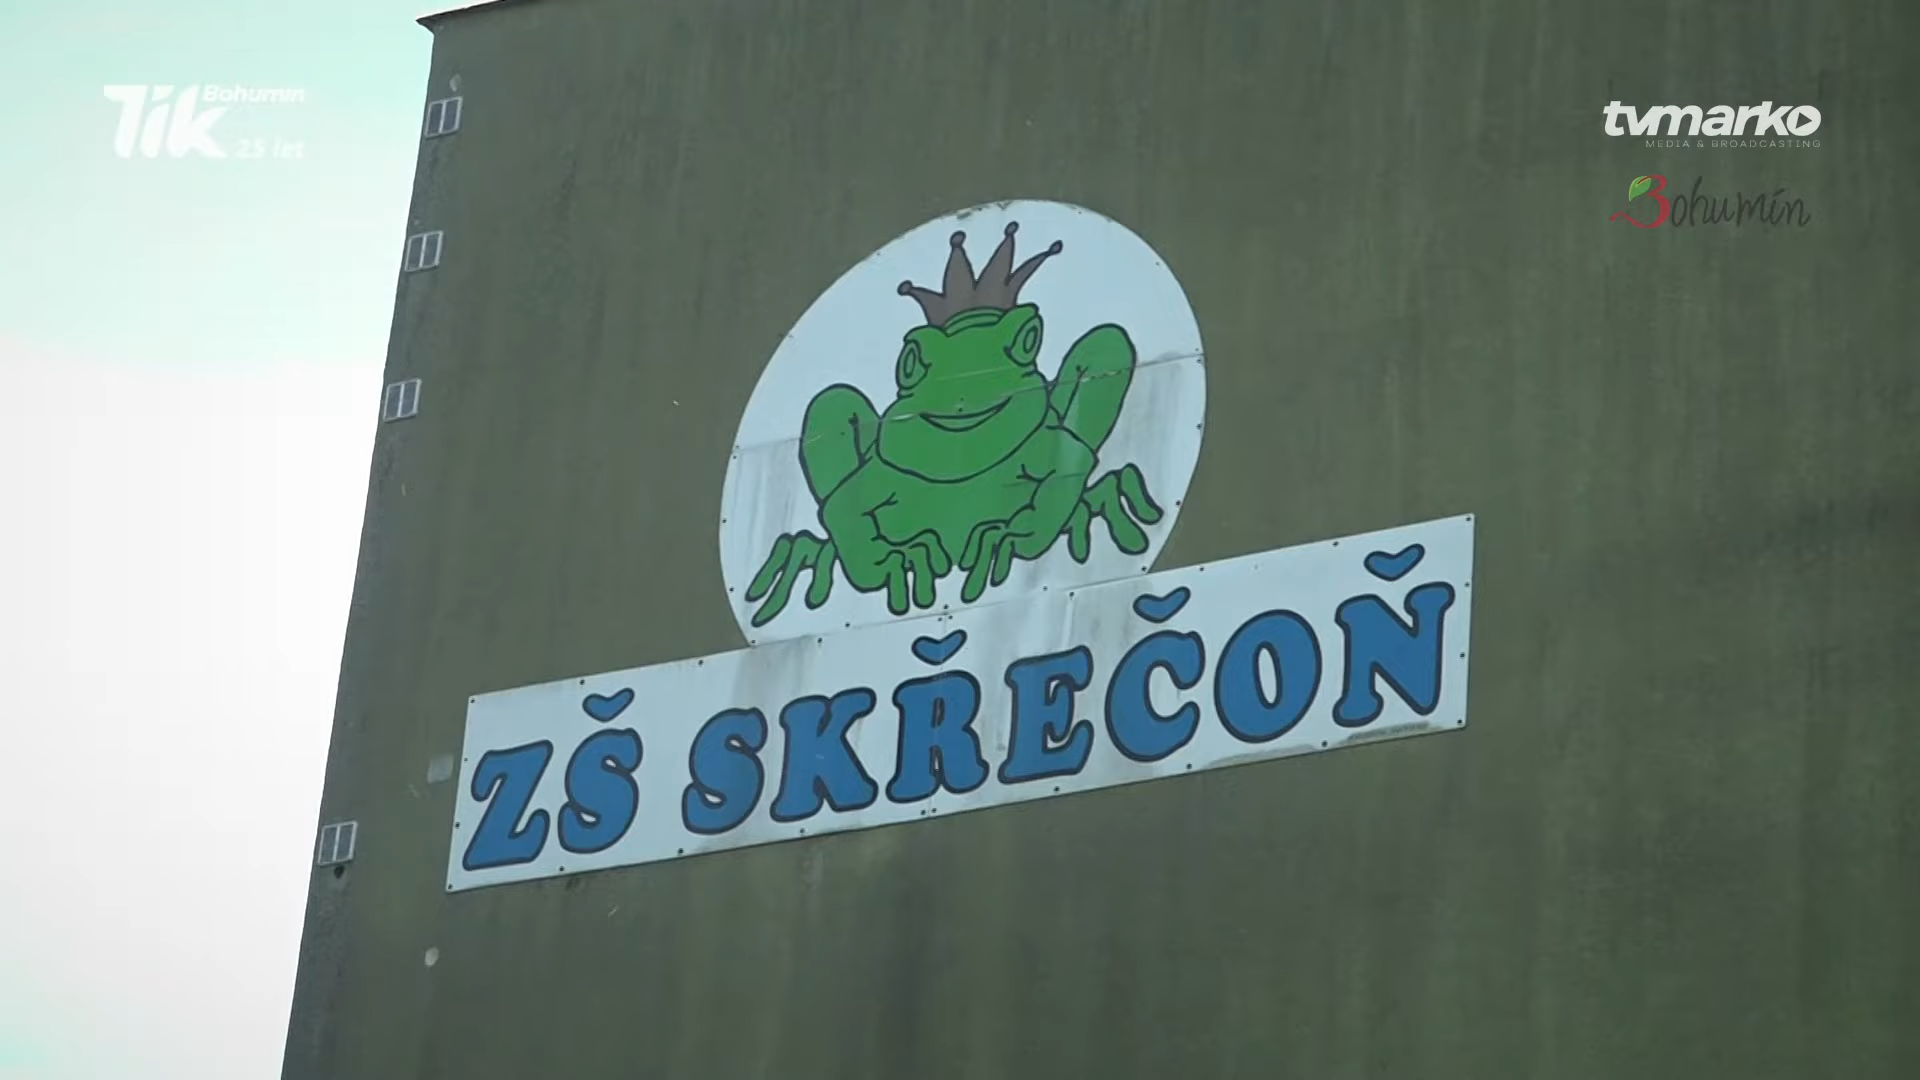 Tik Bohumín
25 let
tvmarko
MEDIA & BROADCASTING
Bohumín
ZŠ SKŘEČOŇ